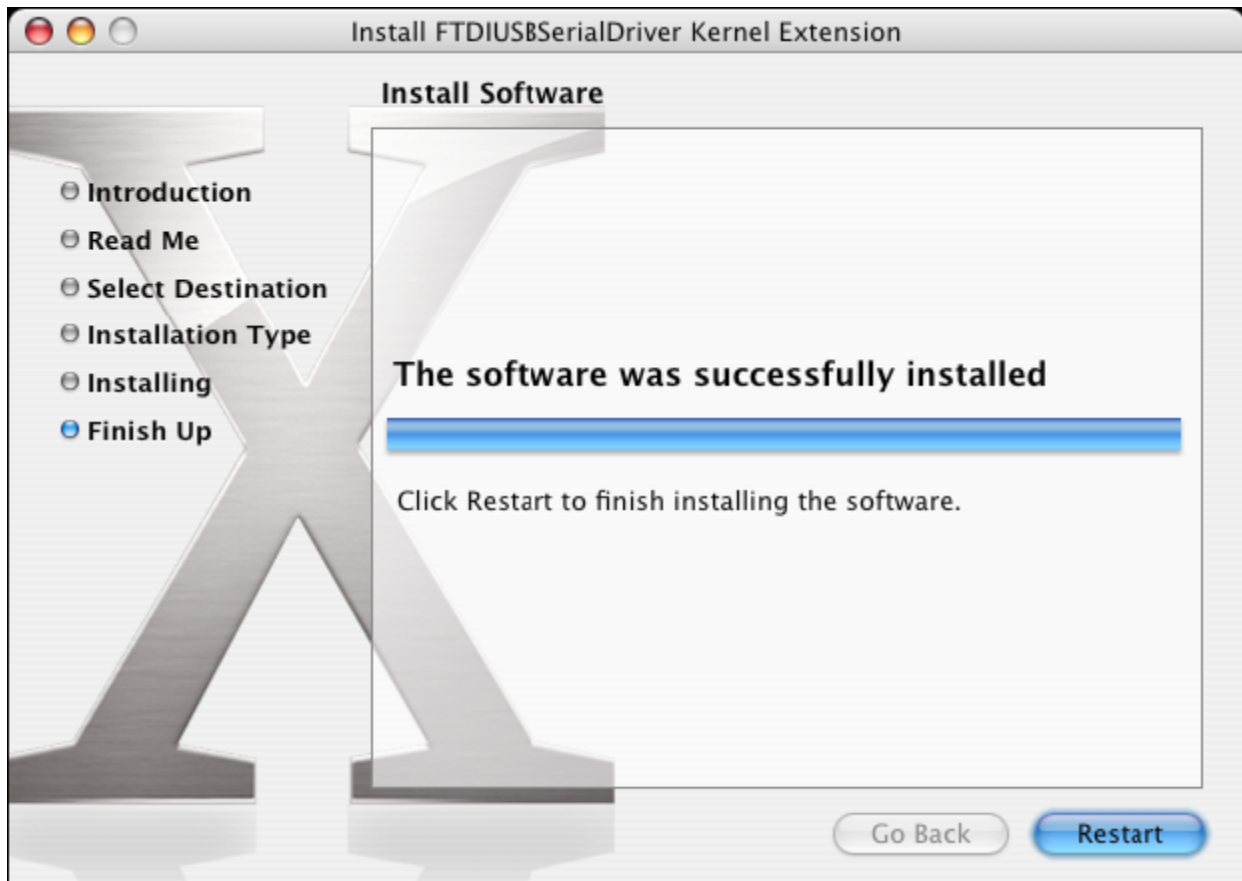 Install FTDIUSBSerialDriver Kernel Extension
Install Software
Introduction
Read Me
Select Destination
Installation Type
Installing
Finish Up
The software was successfully installed
Click Restart to finish installing the software.
Go Back
Restart